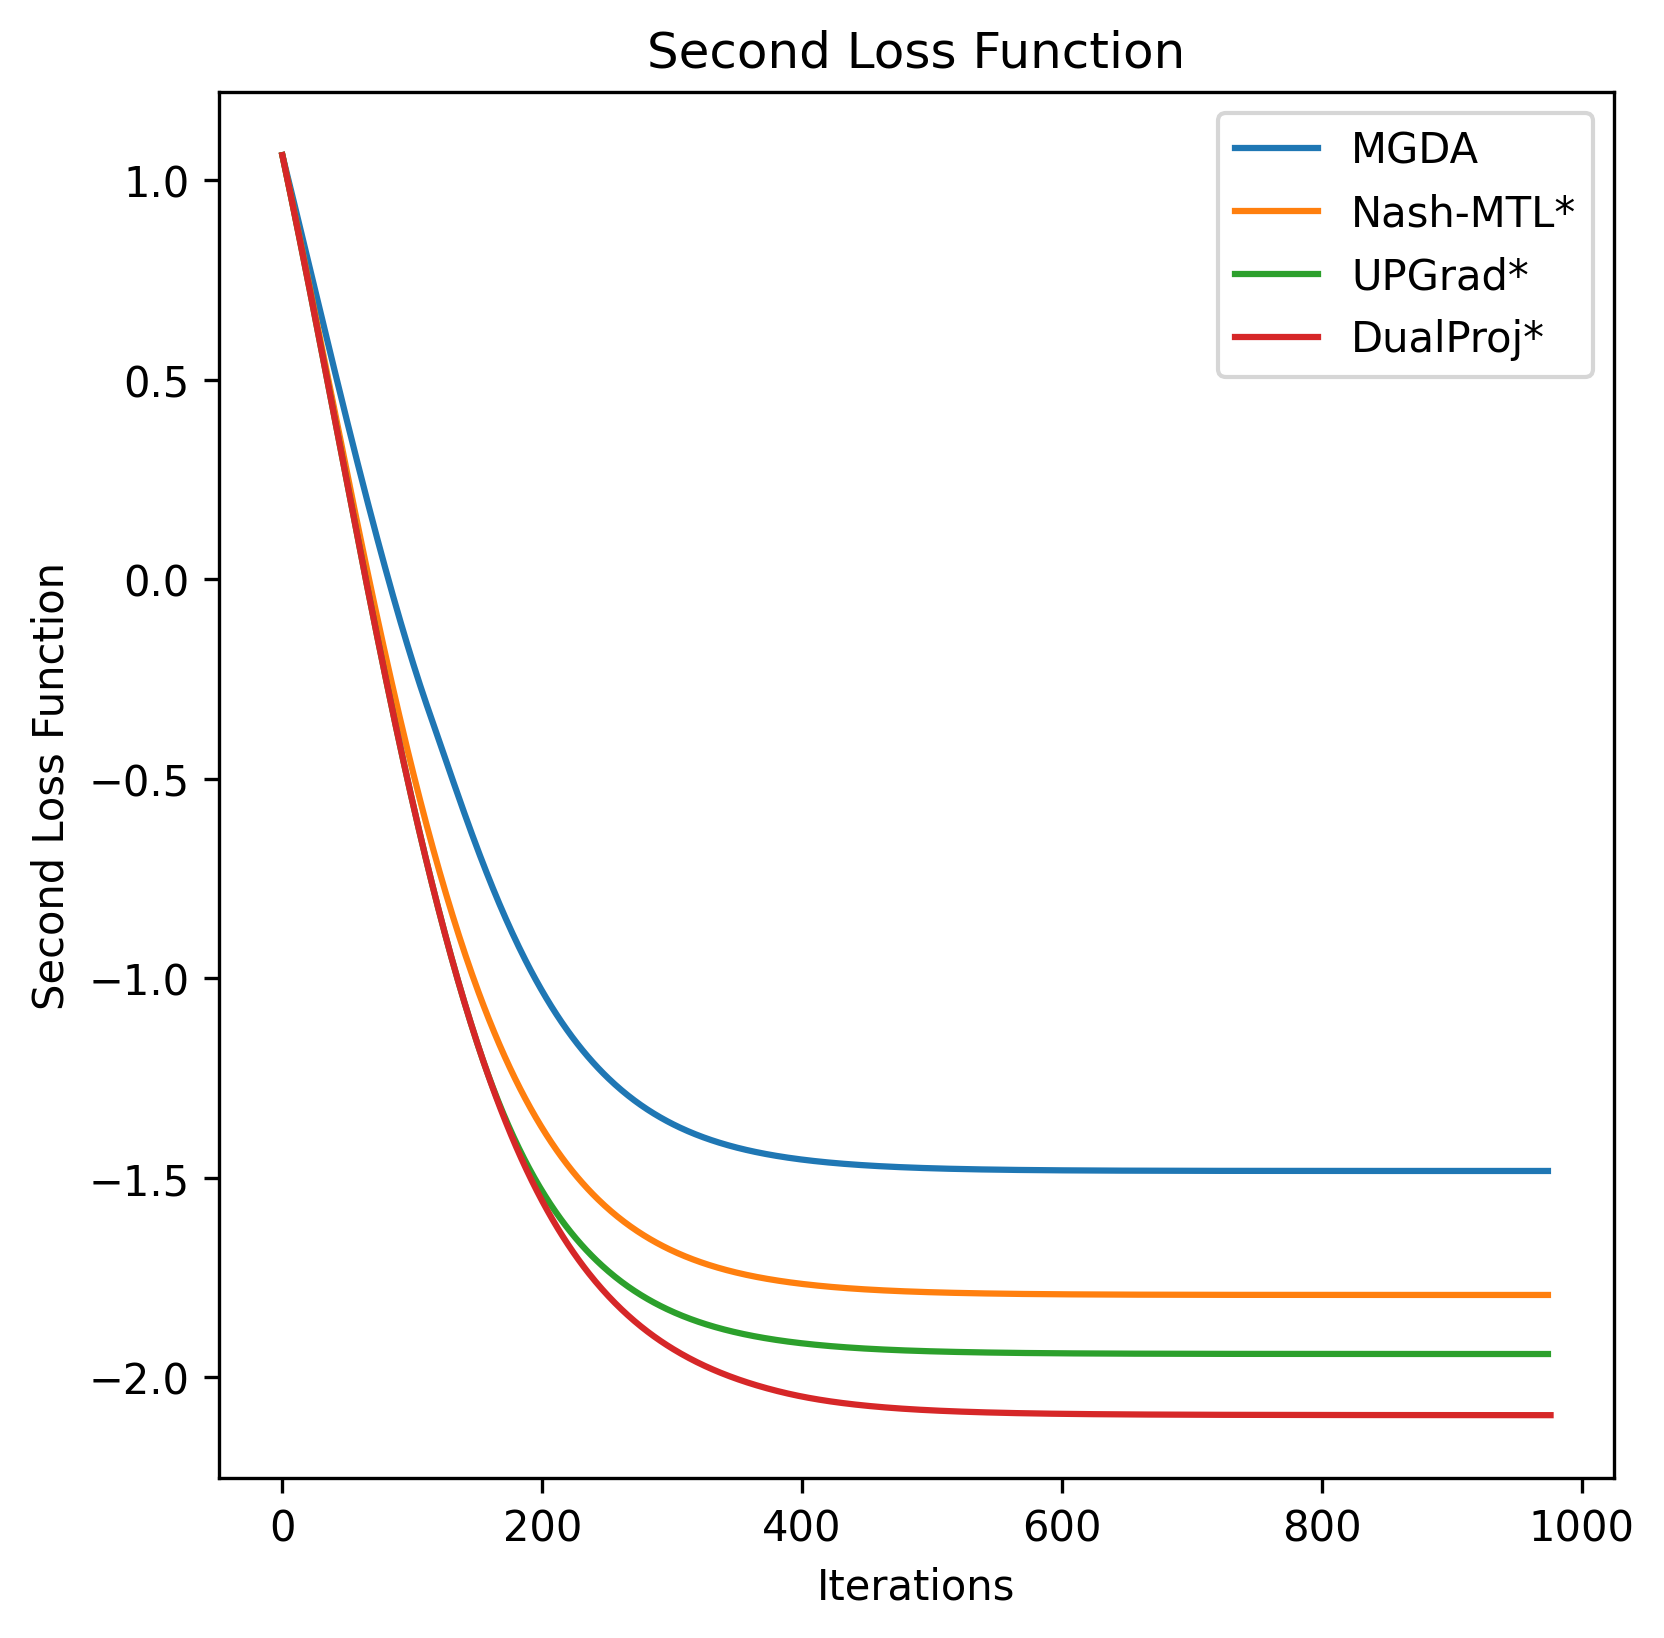 Second Loss Function
MGDA
Nash-MTL*
UPGrad*
DualProj*
1.0
0.5
0.0
−0.5
−1.0
−1.5
−2.0
Second Loss Function
0 200 400 600 800 1000
Iterations